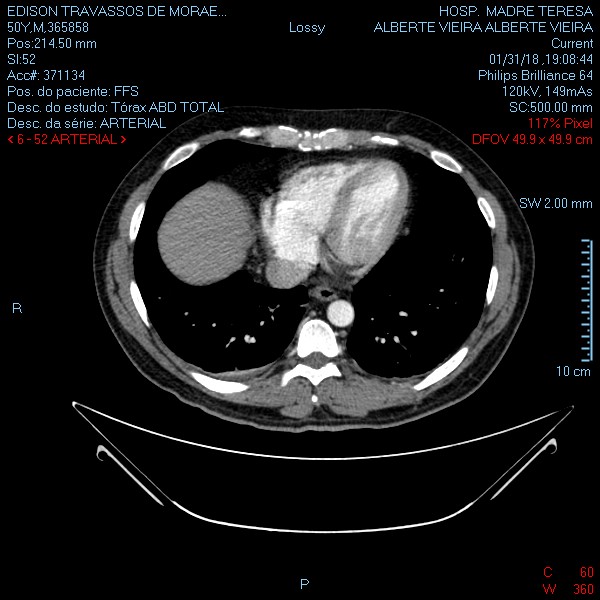 EDISON TRAVASSOS DE MORAE...
50Y,M,365858
Pos:214.50 mm
SI:52
Acc#: 371134
Pos. do paciente: FFS
Desc. do estudo: Tórax ABD TOTAL
Desc. da série: ARTERIAL
< 6 - 52 ARTERIAL >
Lossy
HOSP. MADRE TERESA
ALBERTE VIEIRA ALBERTE VIEIRA
Current
01/31/18 ,19:08:44
Philips Brilliance 64
120kV, 149mAs
SC:500.00 mm
117% Pixel
DFOV 49.9 x 49.9 cm
SW 2.00 mm
R
10 cm
P
C 60
W 360